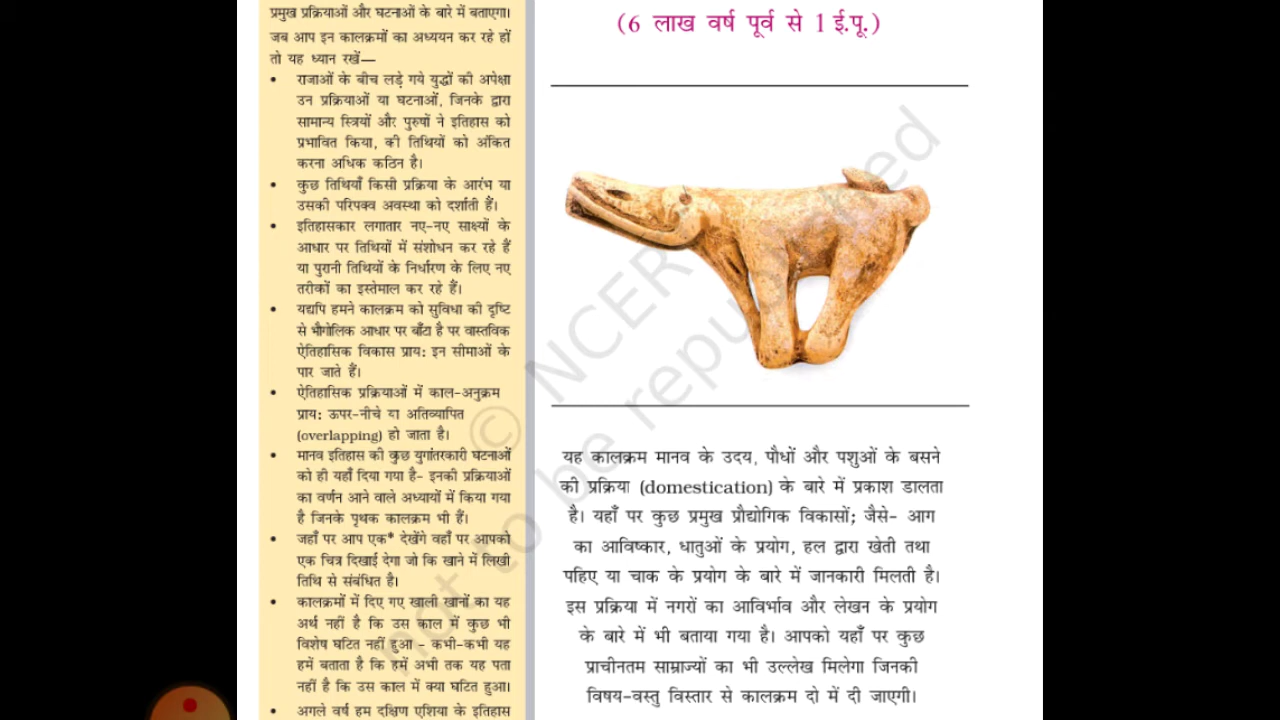 प्रमुख प्रक्रियाओं और घटनाओं के बारे में बताएगा।
जब आप इन कालक्रमों का अध्ययन कर रहे हों
तो यह ध्यान रखें—
• राजाओं के बीच लड़े गये युद्धों की अपेक्षा
उन प्रक्रियाओं या घटनाओं, जिनके द्वारा
सामान्य स्त्रियों और पुरुषों ने इतिहास को
प्रभावित किया, की तिथियों को अंकित
करना अधिक कठिन है।
• कुछ तिथियाँ किसी प्रक्रिया के आरंभ या
उसकी परिपक्व अवस्था को दर्शाती हैं।
• इतिहासकार लगातार नए-नए साक्ष्यों के
आधार पर तिथियों में संशोधन कर रहे हैं
या पुरानी तिथियों के निर्धारण के लिए नए
तरीकों का इस्तेमाल कर रहे हैं।
• यद्यपि हमने कालक्रम को सुविधा की दृष्टि
से भौगोलिक आधार पर बाँटा है पर वास्तविक
ऐतिहासिक विकास प्राय: इन सीमाओं के
पार जाते हैं।
• ऐतिहासिक प्रक्रियाओं में काल-अनुक्रम
प्राय: ऊपर-नीचे या अतिव्यापित
(overlapping) हो जाता है।
• मानव इतिहास की कुछ युगांतरकारी घटनाओं
को ही यहाँ दिया गया है- इनकी प्रक्रियाओं
का वर्णन आने वाले अध्यायों में किया गया
है जिनके पृथक कालक्रम भी हैं।
• जहाँ पर आप एक* देखेंगे वहाँ पर आपको
एक चित्र दिखाई देगा जो कि खाने में लिखी
तिथि से संबंधित है।
• कालक्रमों में दिए गए खाली खानों का यह
अर्थ नहीं है कि उस काल में कुछ भी
विशेष घटित नहीं हुआ - कभी-कभी यह
हमें बताता है कि हमें अभी तक यह पता
नहीं है कि उस काल में क्या घटित हुआ।
• अगले वर्ष हम दक्षिण एशिया के इतिहास
(6 लाख वर्ष पूर्व से 1 ई.पू.)
यह कालक्रम मानव के उदय, पौधों और पशुओं के बसने
की प्रक्रिया (domestication) के बारे में प्रकाश डालता
है। यहाँ पर कुछ प्रमुख प्रौद्योगिक विकासों; जैसे- आग
का आविष्कार, धातुओं के प्रयोग, हल द्वारा खेती तथा
पहिए या चाक के प्रयोग के बारे में जानकारी मिलती है।
इस प्रक्रिया में नगरों का आविर्भाव और लेखन के प्रयोग
के बारे में भी बताया गया है। आपको यहाँ पर कुछ
प्राचीनतम साम्राज्यों का भी उल्लेख मिलेगा जिनकी
विषय-वस्तु विस्तार से कालक्रम दो में दी जाएगी।
© NCERT
not to be republished